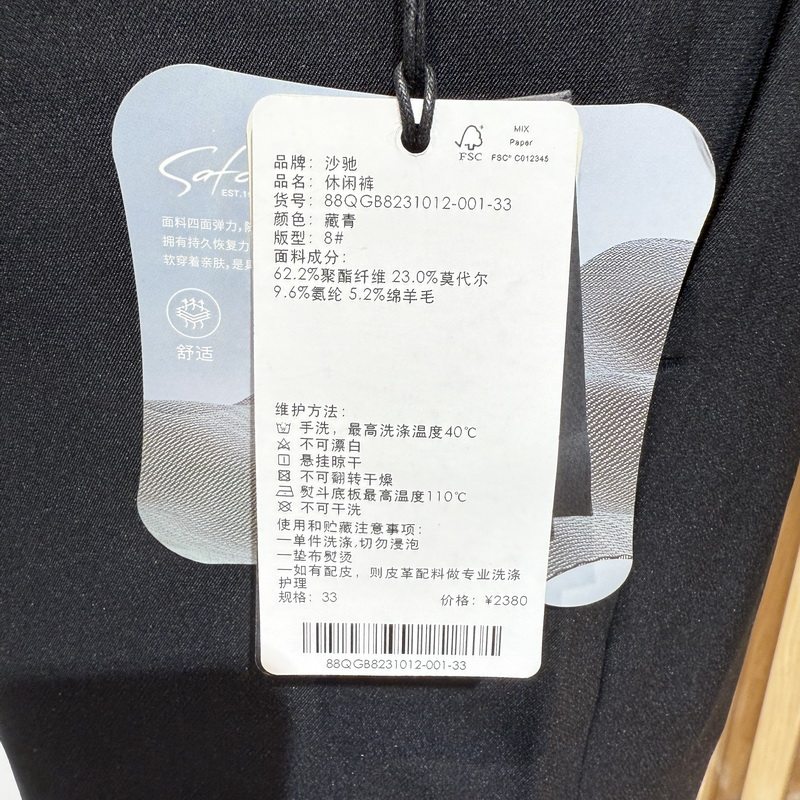 MIX
Paper
FSC
FSC® C012345
品牌：沙驰
品名：休闲裤
货号：88QGB8231012-001-33
颜色：藏青
版型：8#
面料成分：
62.2%聚酯纤维 23.0%莫代尔
9.6%氨纶 5.2%绵羊毛
维护方法：
手洗，最高洗涤温度40℃
不可漂白
悬挂晾干
不可翻转干燥
熨斗底板最高温度110℃
不可干洗
使用和贮藏注意事项：
—单件洗涤,切勿浸泡
—垫布熨烫
—如有配皮，则皮革配料做专业洗涤
护理
规格：33 价格：¥2380
88QGB8231012-001-33
EST.
面料四面弹力，
拥有持久恢复力
软穿着亲肤，是
舒适